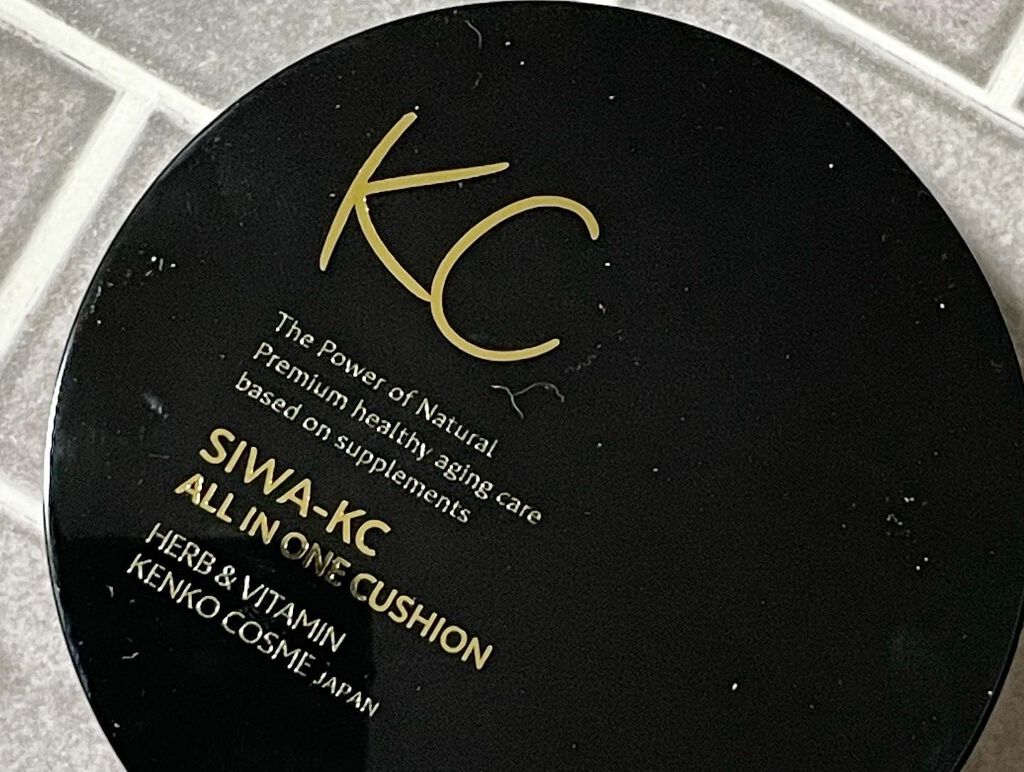 KC
The Power of Natural
Premium healthy aging care
based on supplements
SIWA-KC
ALL IN ONE CUSHION
HERB & VITAMIN
KENKO COSME JAPAN